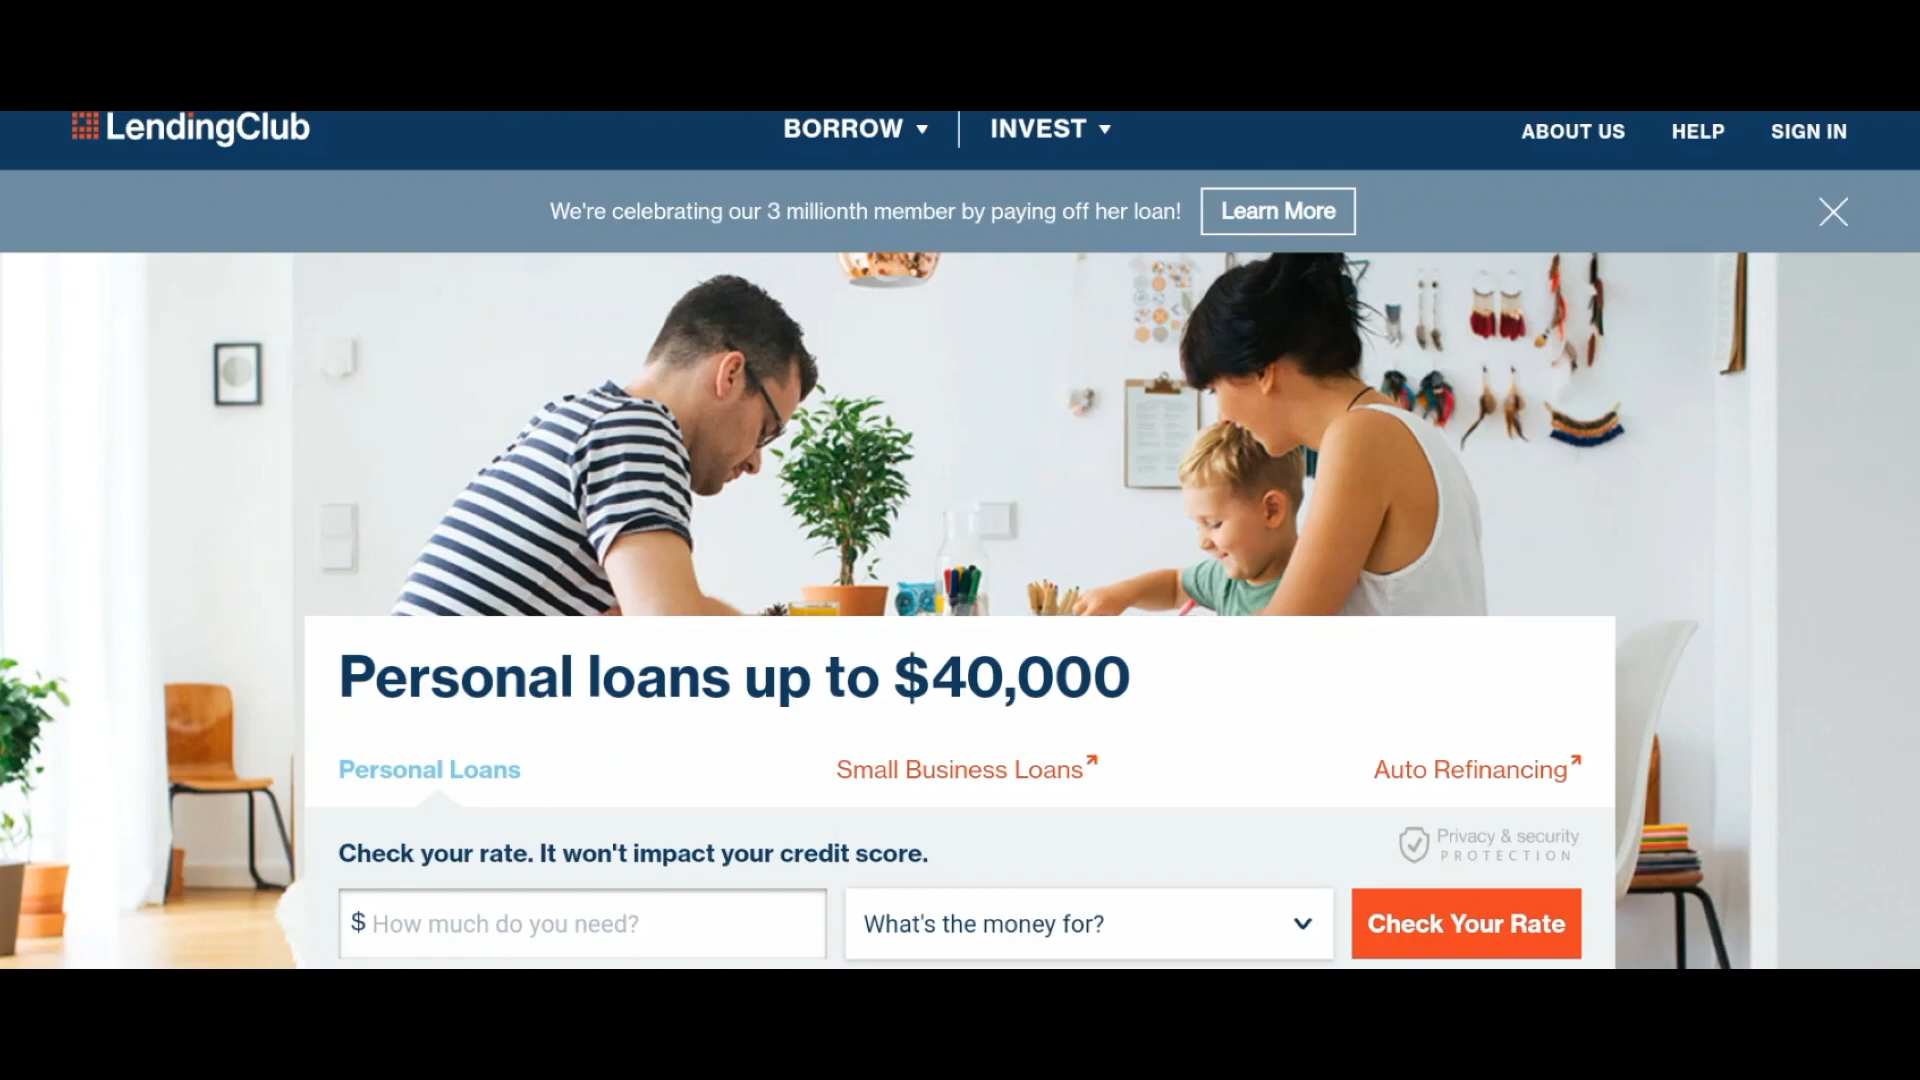 LendingClub
BORROW
INVEST
ABOUT US
HELP
SIGN IN
We're celebrating our 3 millionth member by paying off her loan!
Learn More
Personal loans up to $40,000
Personal Loans
Small Business Loans
Auto Refinancing
Check your rate. It won't impact your credit score.
Privacy & security
PROTECTION
$ How much do you need?
What's the money for?
Check Your Rate